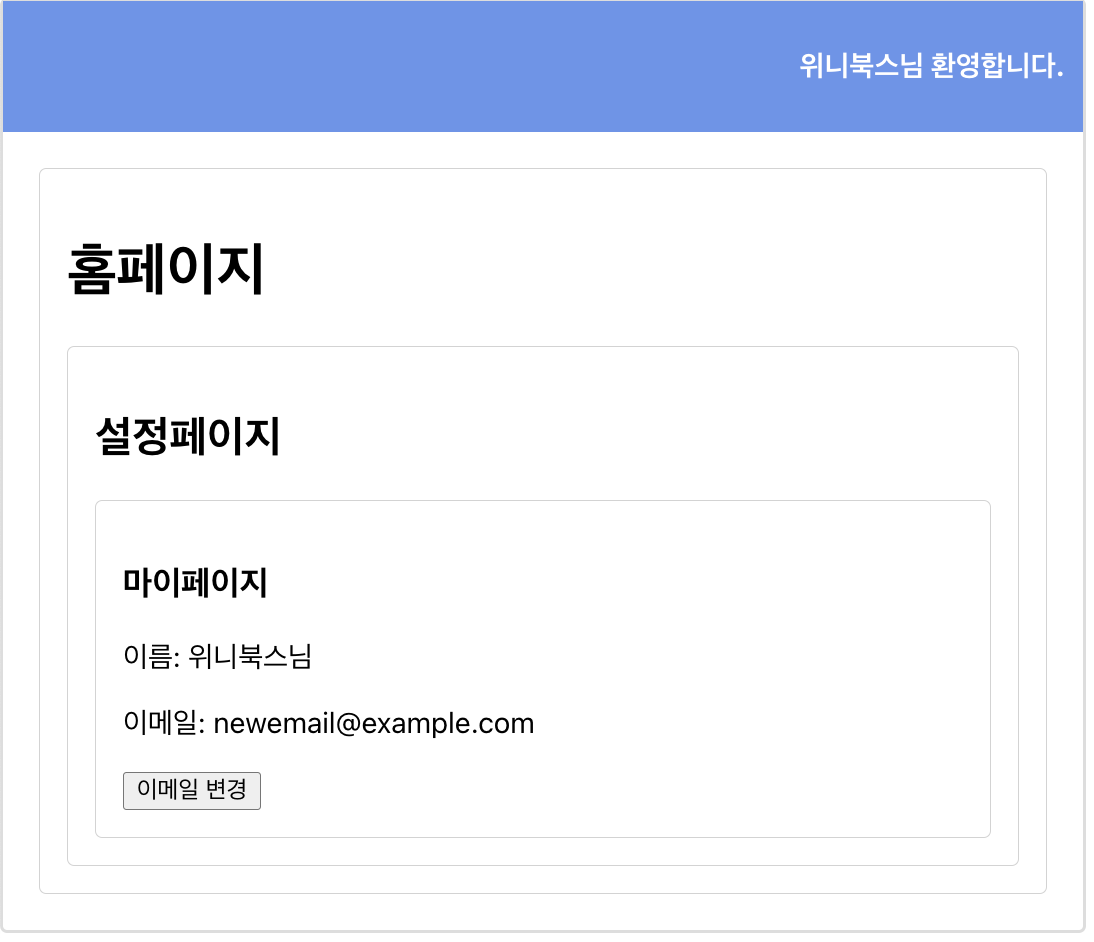 위니북스님 환영합니다.
홈페이지
설정페이지
마이페이지
이름: 위니북스님
이메일: newemail@example.com
이메일 변경